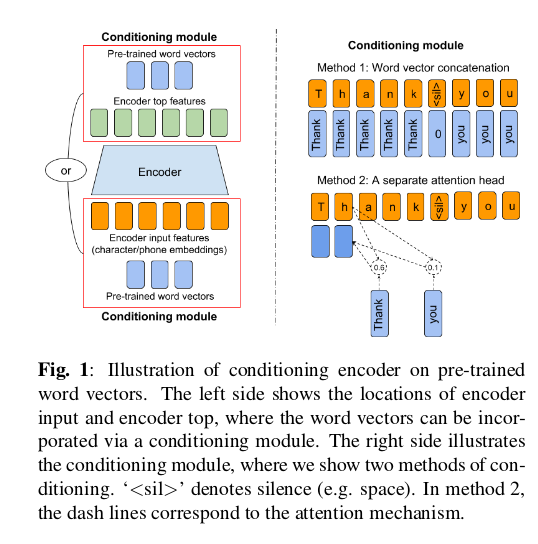 Conditioning module
Pre-trained word vectors
Encoder top features
or
Encoder
Encoder input features
(character/phone embeddings)
Pre-trained word vectors
Conditioning module
Conditioning module
Method 1: Word vector concatenation
T h a n k <sil> y o u
Thank Thank Thank Thank Thank 0 you you you
Method 2: A separate attention head
T h a n k <sil> y o u
0.6 0.1
Thank you
Fig. 1: Illustration of conditioning encoder on pre-trained
word vectors. The left side shows the locations of encoder
input and encoder top, where the word vectors can be incor-
porated via a conditioning module. The right side illustrates
the conditioning module, where we show two methods of con-
ditioning. ‘<sil>’ denotes silence (e.g. space). In method 2,
the dash lines correspond to the attention mechanism.